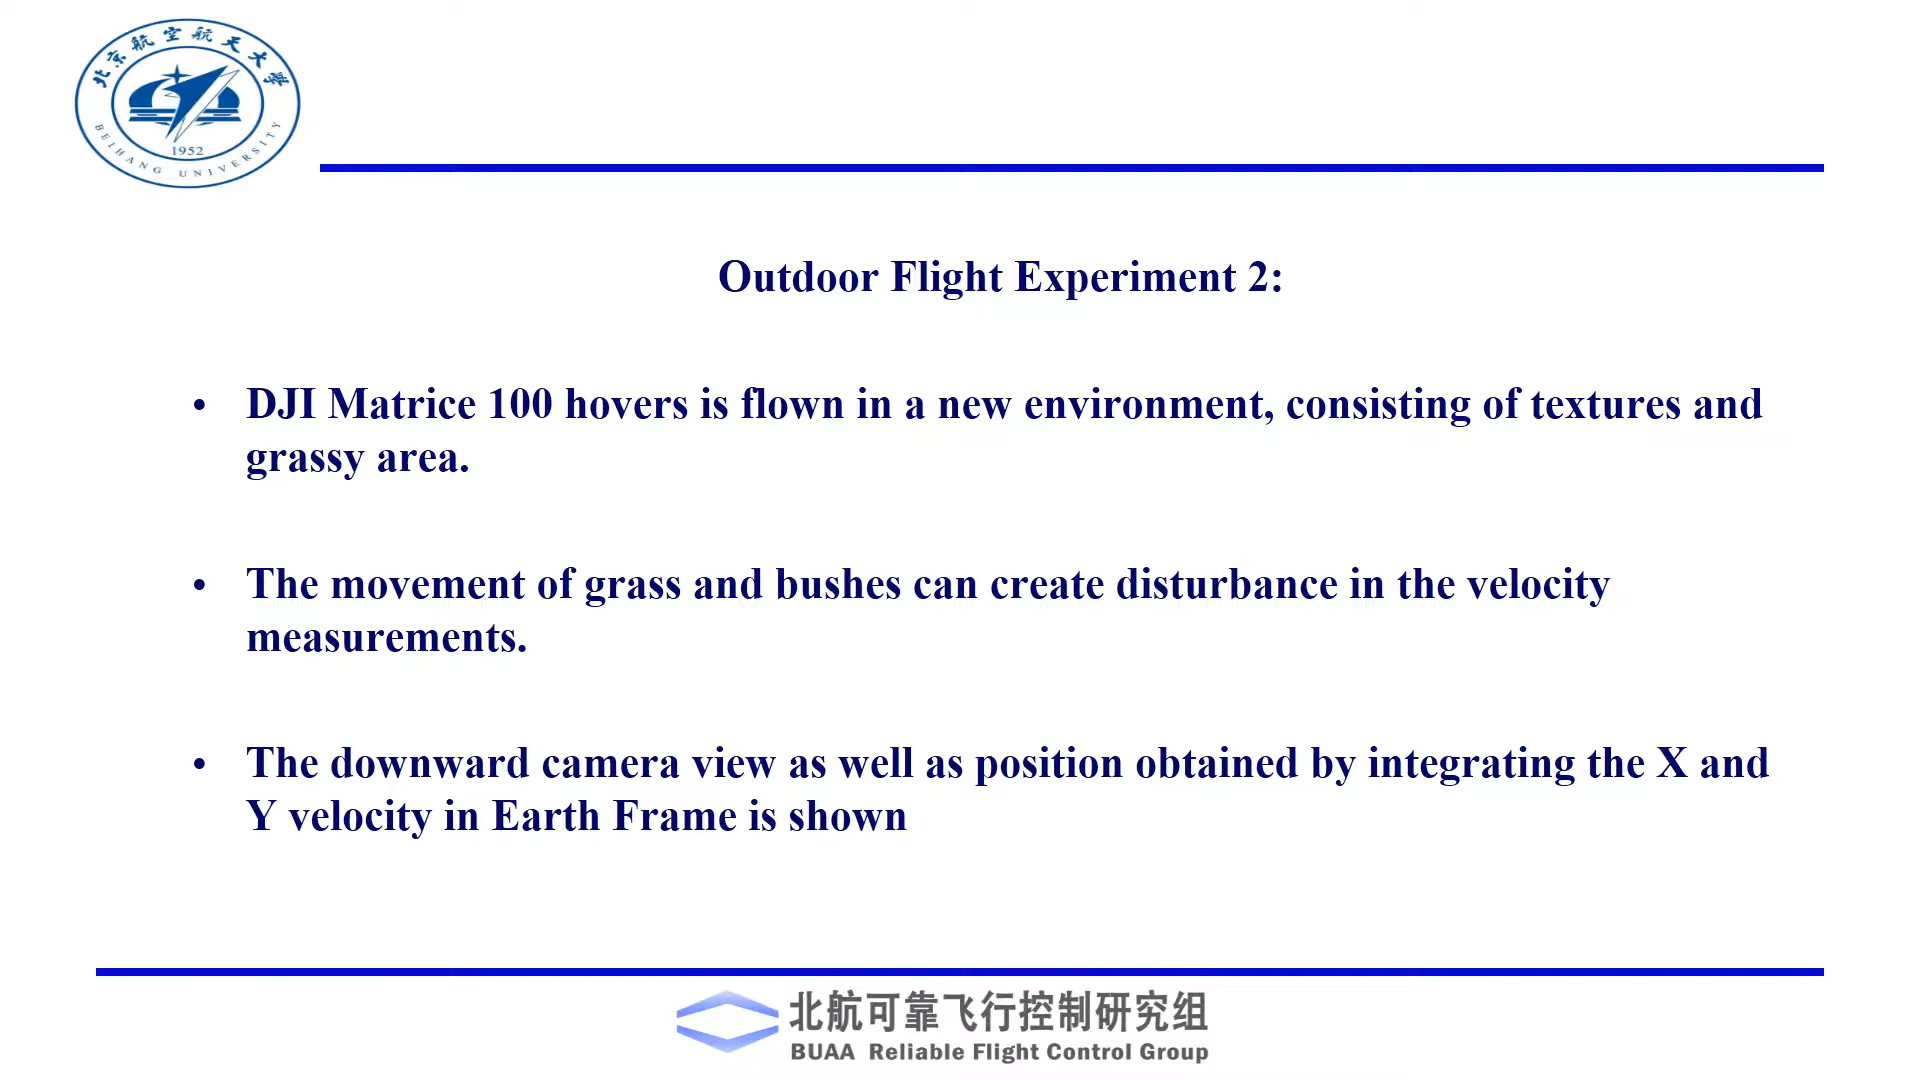 北京航空航天大學
BEIHANG UNIVERSITY
1952
Outdoor Flight Experiment 2:
• DJI Matrice 100 hovers is flown in a new environment, consisting of textures and
grassy area.
• The movement of grass and bushes can create disturbance in the velocity
measurements.
• The downward camera view as well as position obtained by integrating the X and
Y velocity in Earth Frame is shown
北航可靠飞行控制研究组
BUAA Reliable Flight Control Group